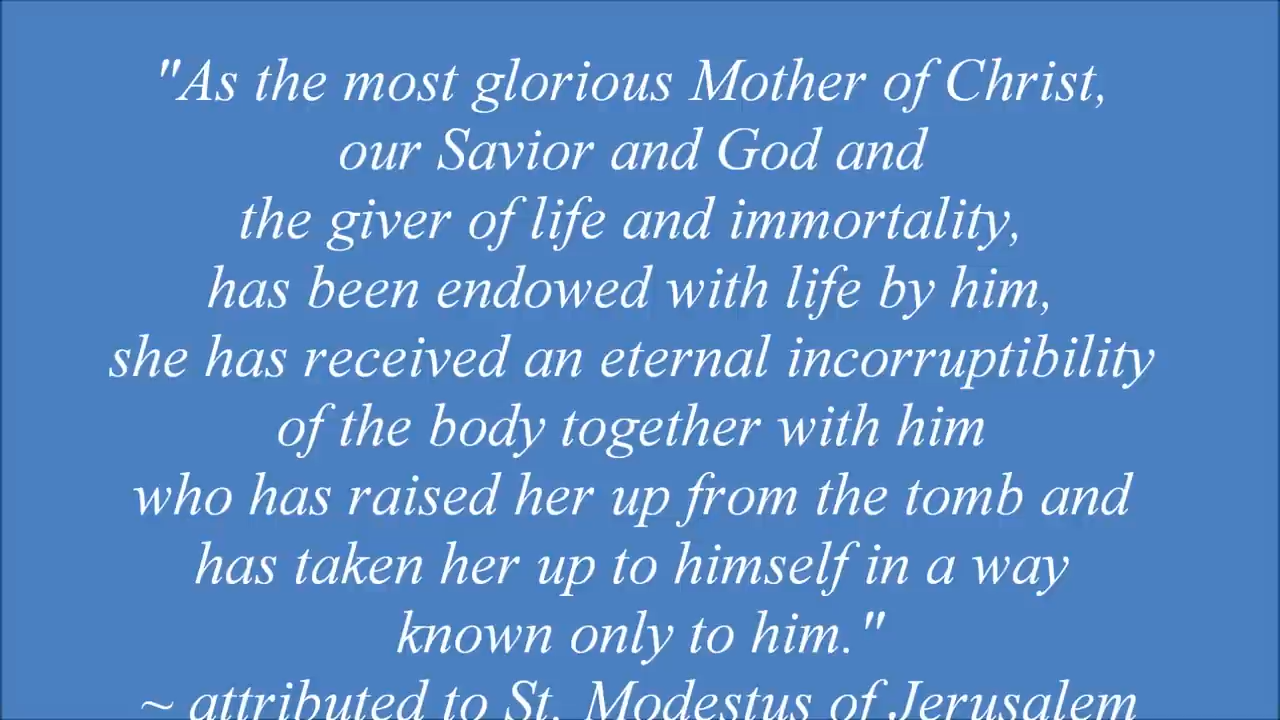 "As the most glorious Mother of Christ,
our Savior and God and
the giver of life and immortality,
has been endowed with life by him,
she has received an eternal incorruptibility
of the body together with him
who has raised her up from the tomb and
has taken her up to himself in a way
known only to him."
~ attributed to St. Modestus of Jerusalem